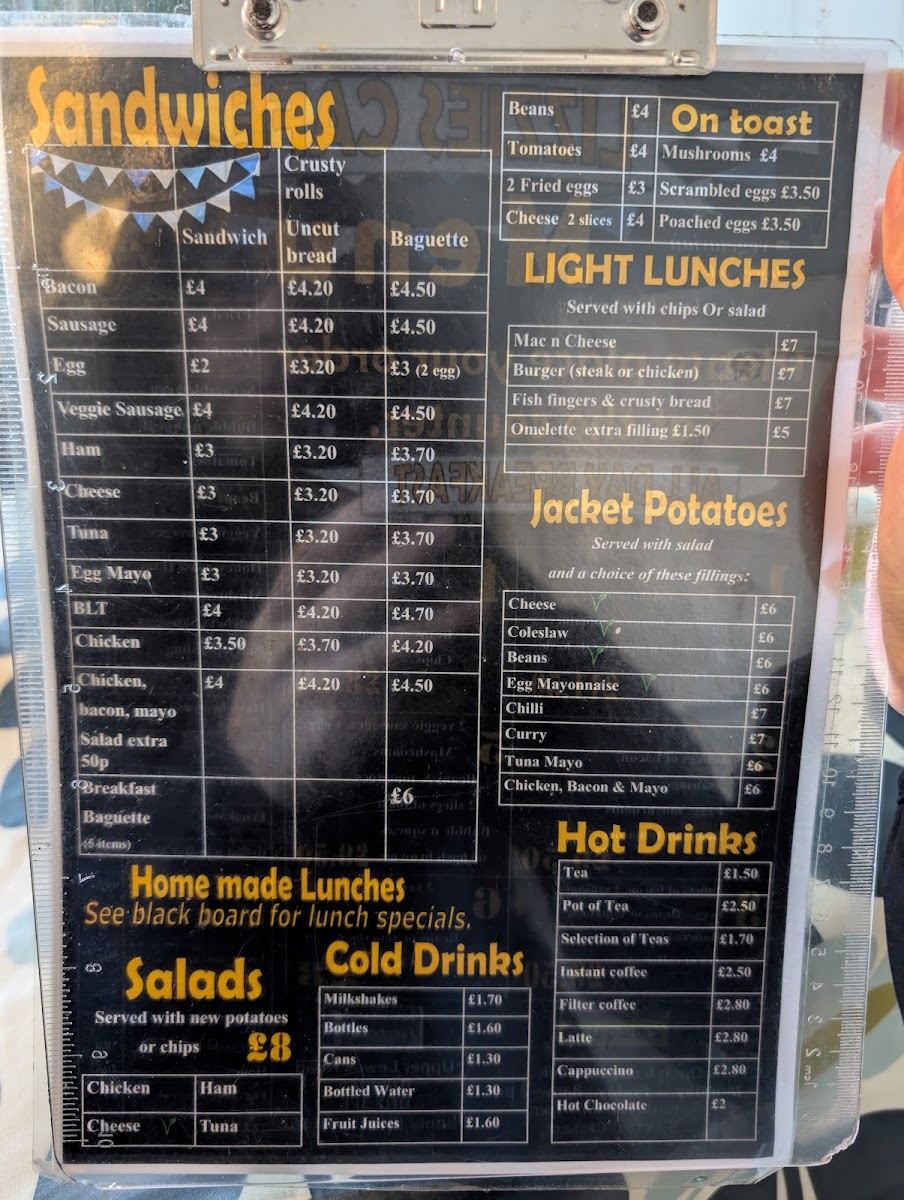 Sandwiches
Crusty
rolls
Sandwich Uncut bread Baguette
Bacon £4 £4.20 £4.50
Sausage £4 £4.20 £4.50
Egg £2 £3.20 £3 (2 egg)
Veggie Sausage £4 £4.20 £4.50
Ham £3 £3.20 £3.70
Cheese £3 £3.20 £3.70
Tuna £3 £3.20 £3.70
Egg Mayo £3 £3.20 £3.70
BLT £4 £4.20 £4.70
Chicken £3.50 £3.70 £4.20
Chicken, £4 £4.20 £4.50
bacon, mayo
Salad extra
50p
Breakfast £6
Baguette
(5 items)
Home made Lunches
See black board for lunch specials.
Salads
Served with new potatoes
or chips £8
Chicken Ham
Cheese Tuna
Cold Drinks
Milkshakes £1.70
Bottles £1.60
Cans £1.30
Bottled Water £1.30
Fruit Juices £1.60
On toast
Beans £4
Tomatoes £4 Mushrooms £4
2 Fried eggs £3 Scrambled eggs £3.50
Cheese 2 slices £4 Poached eggs £3.50
LIGHT LUNCHES
Served with chips Or salad
Mac n Cheese £7
Burger (steak or chicken) £7
Fish fingers & crusty bread £7
Omelette extra filling £1.50 £5
Jacket Potatoes
Served with salad
and a choice of these fillings:
Cheese £6
Coleslaw £6
Beans £6
Egg Mayonnaise £6
Chilli £7
Curry £7
Tuna Mayo £6
Chicken, Bacon & Mayo £6
Hot Drinks
Tea £1.50
Pot of Tea £2.50
Selection of Teas £1.70
Instant coffee £2.50
Filter coffee £2.80
Latte £2.80
Cappuccino £2.80
Hot Chocolate £2